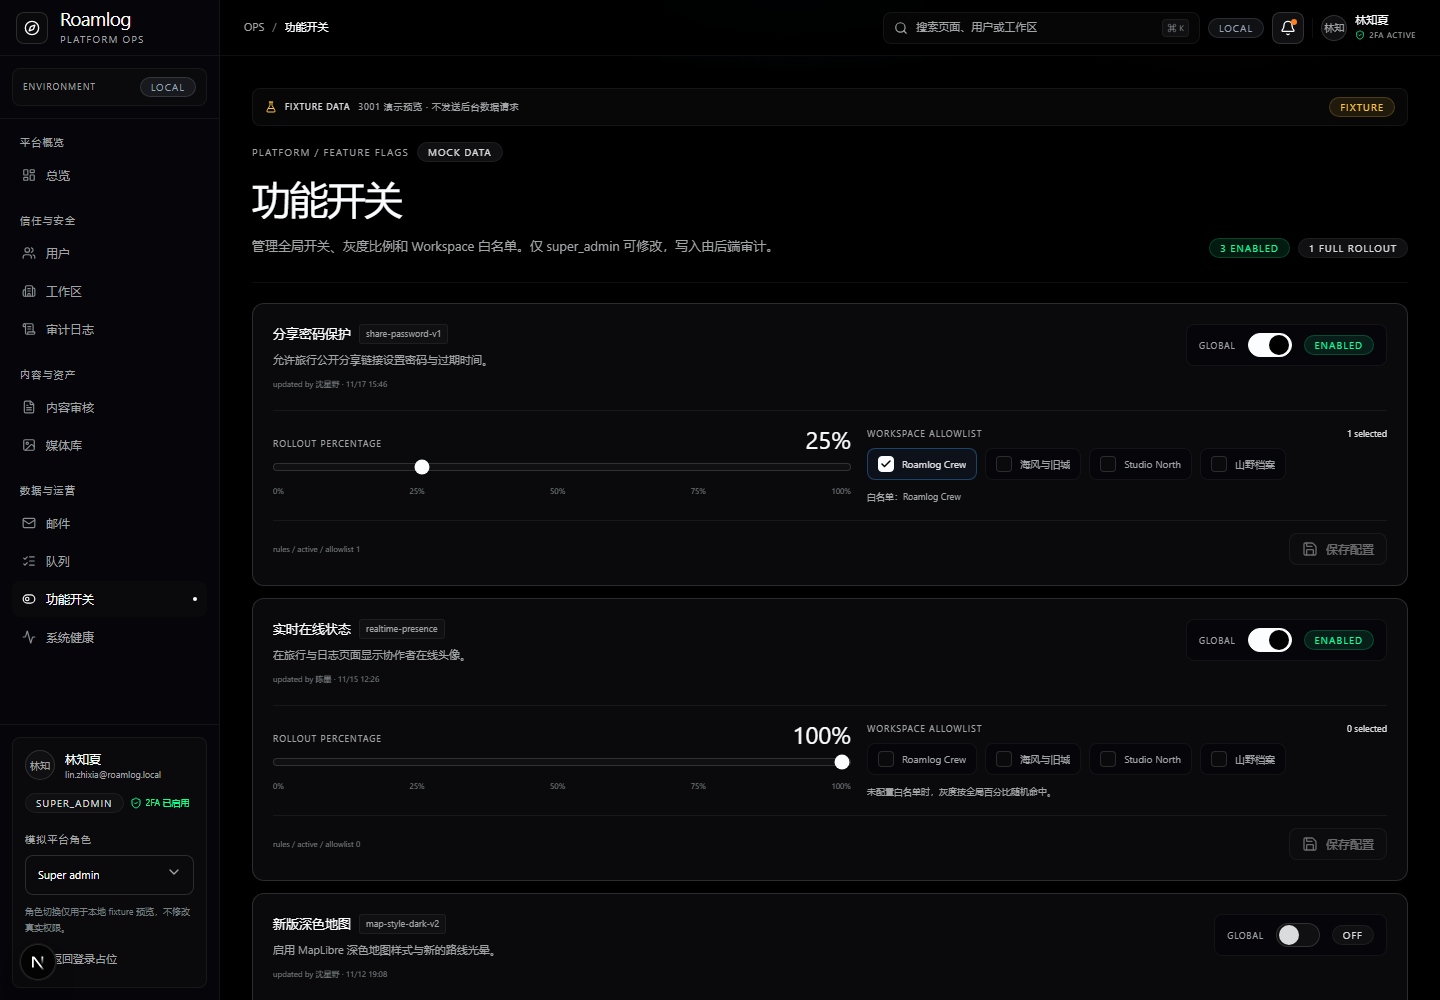 Roamlog
PLATFORM OPS
ENVIRONMENT
LOCAL
平台概览
总览
信任与安全
用户
工作区
审计日志
内容与资产
内容审核
媒体库
数据与运营
邮件
队列
功能开关
系统健康
林知
林知夏
lin.zhixia@roamlog.local
SUPER_ADMIN
2FA 已启用
模拟平台角色
Super admin
角色切换仅用于本地 fixture 预览，不修改
真实权限。
N
返回登录占位
OPS / 功能开关
搜索页面、用户或工作区
⌘ K
LOCAL
林知
林知夏
2FA ACTIVE
FIXTURE DATA 3001 演示预览 · 不发送后台数据请求
FIXTURE
PLATFORM / FEATURE FLAGS
MOCK DATA
功能开关
管理全局开关、灰度比例和 Workspace 白名单。仅 super_admin 可修改，写入由后端审计。
3 ENABLED
1 FULL ROLLOUT
分享密码保护
share-password-v1
允许旅行公开分享链接设置密码与过期时间。
updated by 沈星野 · 11/17 15:46
GLOBAL
ENABLED
ROLLOUT PERCENTAGE
25%
0% 25% 50% 75% 100%
WORKSPACE ALLOWLIST
1 selected
Roamlog Crew
海风与旧城
Studio North
山野档案
白名单：Roamlog Crew
rules / active / allowlist 1
保存配置
实时在线状态
realtime-presence
在旅行与日志页面显示协作者在线头像。
updated by 陈墨 · 11/15 12:26
GLOBAL
ENABLED
ROLLOUT PERCENTAGE
100%
0% 25% 50% 75% 100%
WORKSPACE ALLOWLIST
0 selected
Roamlog Crew
海风与旧城
Studio North
山野档案
未配置白名单时，灰度按全局百分比随机命中。
rules / active / allowlist 0
保存配置
新版深色地图
map-style-dark-v2
启用 MapLibre 深色地图样式与新的路线光晕。
updated by 沈星野 · 11/12 19:08
GLOBAL
OFF